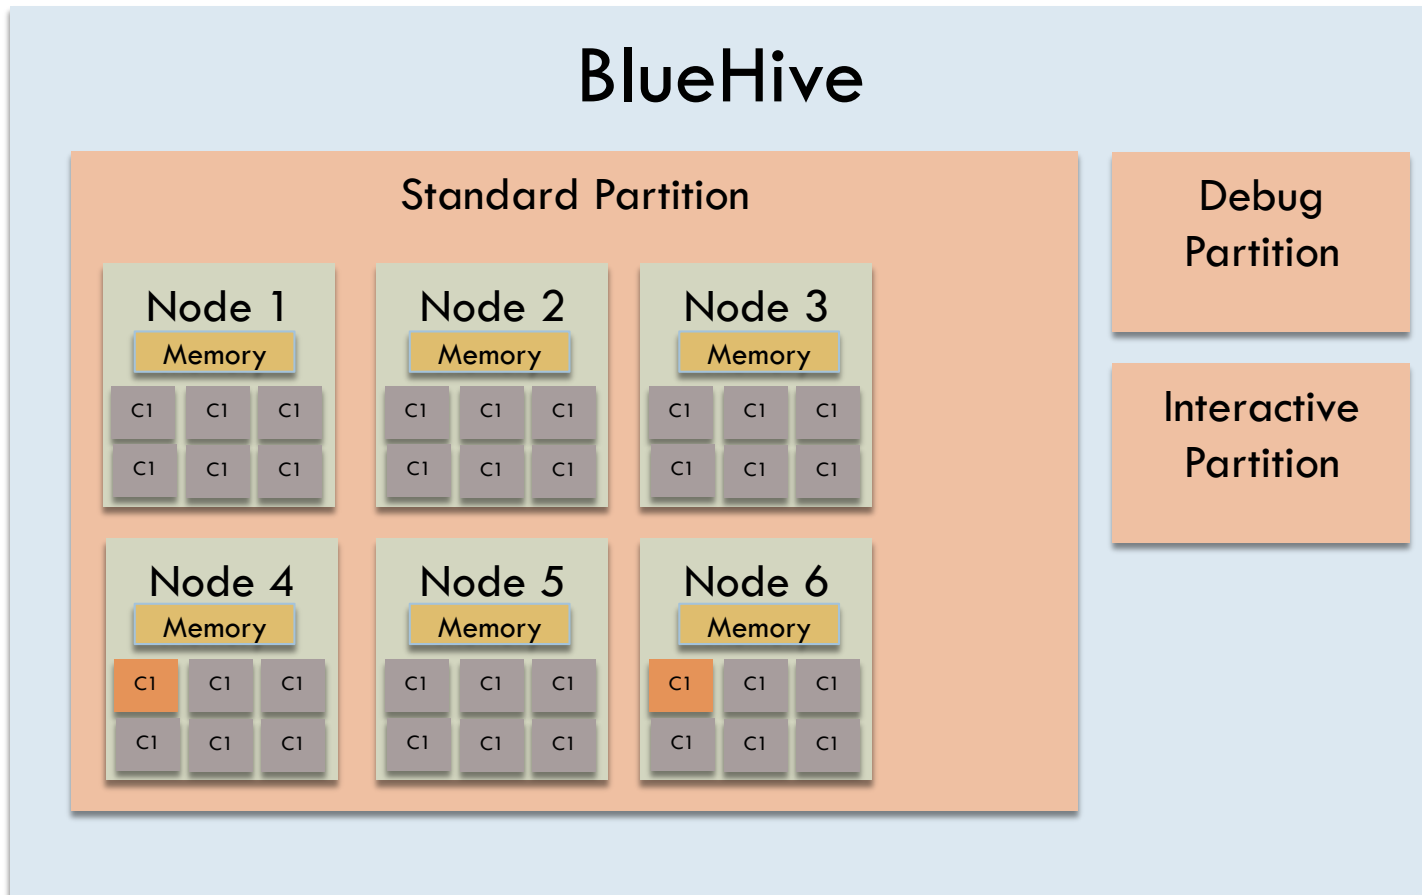 BlueHive
Standard Partition
Debug
Partition
Interactive
Partition
Node 1
Memory
C1 C1 C1
C1 C1 C1
Node 2
Memory
C1 C1 C1
C1 C1 C1
Node 3
Memory
C1 C1 C1
C1 C1 C1
Node 4
Memory
C1 C1 C1
C1 C1 C1
Node 5
Memory
C1 C1 C1
C1 C1 C1
Node 6
Memory
C1 C1 C1
C1 C1 C1